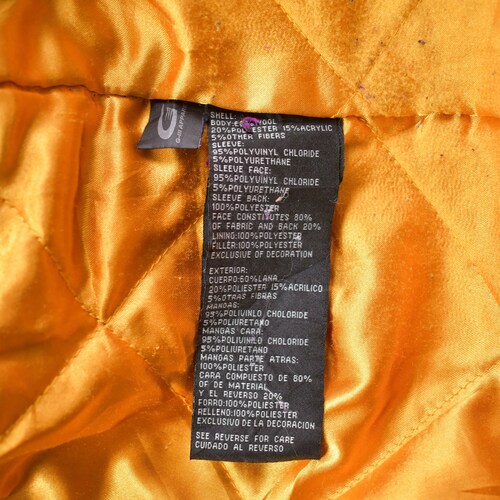 SHELL:
BODY: WOOL
20%POLYESTER 15%ACRYLIC
5%OTHER FIBERS
SLEEVE:
95%POLYVINYL CHLORIDE
5%POLYURETHANE
SLEEVE FACE:
95%POLYVINYL CHLORIDE
5%POLYURETHANE
SLEEVE BACK:
100%POLYESTER
FACE CONSTITUTES 80%
OF FABRIC AND BACK 20%
LINING:100%POLYESTER
FILLER:100%POLYESTER
EXCLUSIVE OF DECORATION
EXTERIOR:
CUERPO:60%LANA
20%POLIESTER 15%ACRILICO
5%OTRAS FIBRAS
MANGAS:
95%POLIVINLO CHOLORIDE
5%POLIURETANO
MANGAS CARA:
95%POLIVINILO CHOLORIDE
5%POLIURETANO
MANGAS PARTE ATRAS:
100%POLIESTER
CARA COMPUESTO DE 80%
OF DE MATERIAL
Y EL REVERSO 20%
FORRO:100%POLIESTER
RELLENO:100%POLIESTER
EXCLUSIVO DE LA DECORACION
SEE REVERSE FOR CARE
CUIDADO AL REVERSO